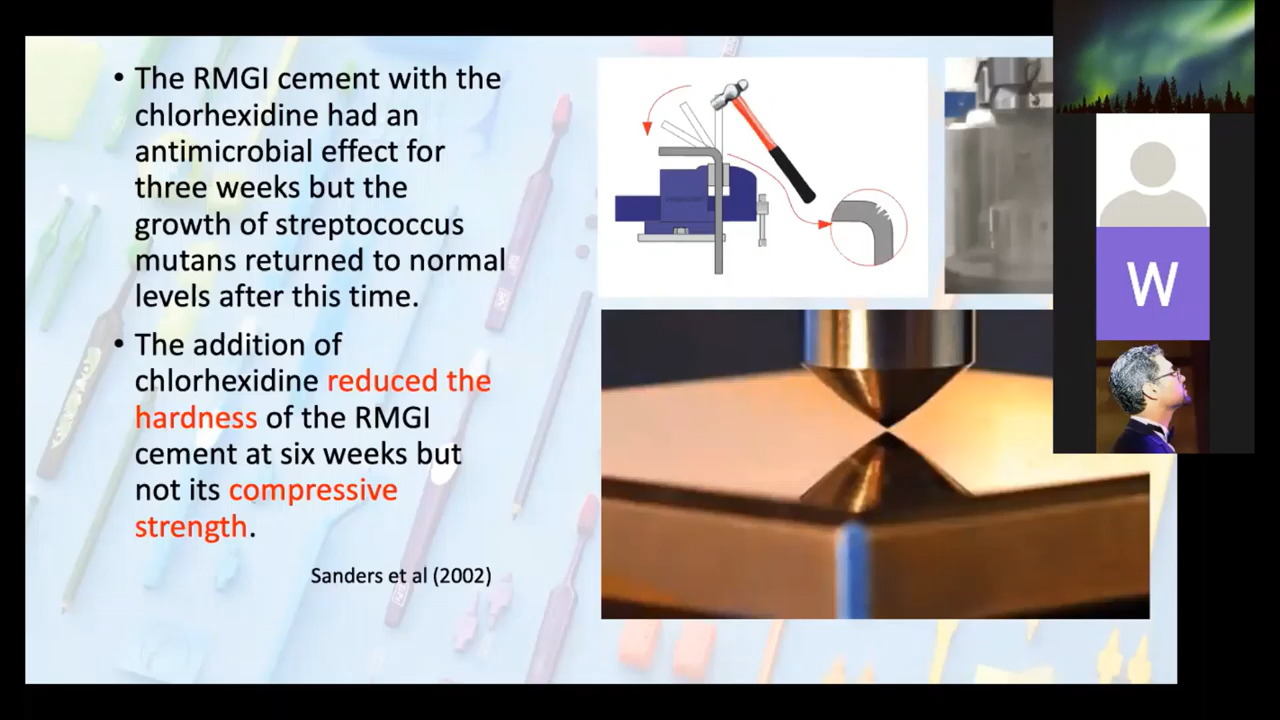 • The RMGI cement with the
chlorhexidine had an
antimicrobial effect for
three weeks but the
growth of streptococcus
mutans returned to normal
levels after this time.
• The addition of
chlorhexidine reduced the
hardness of the RMGI
cement at six weeks but
not its compressive
strength.
Sanders et al (2002)
W